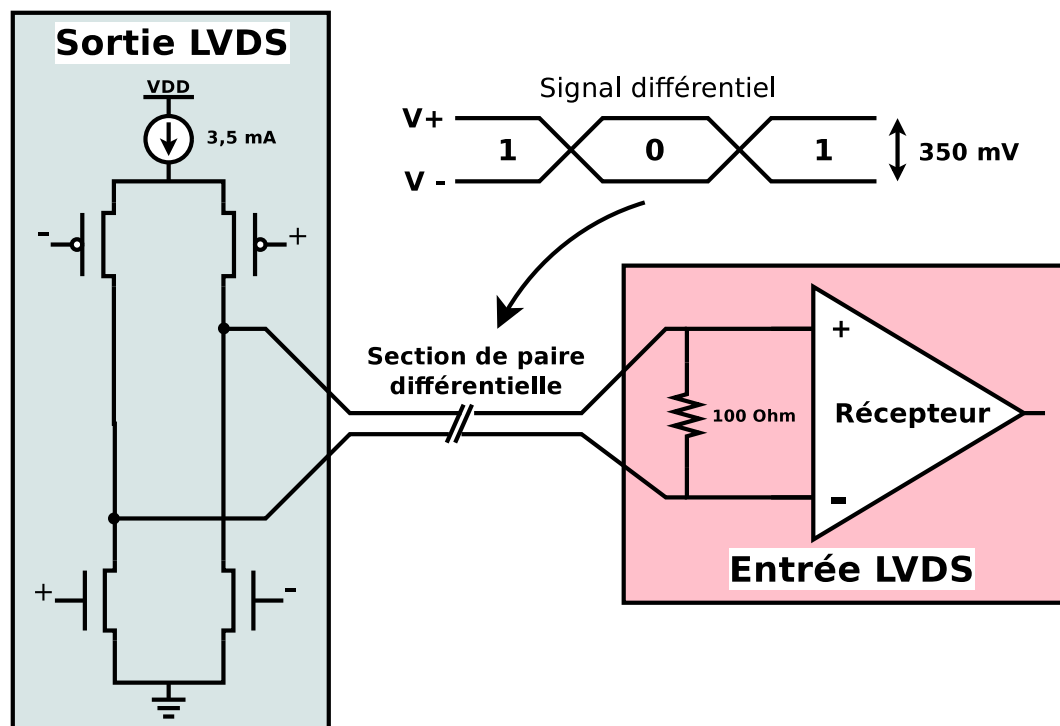 Sortie LVDS
VDD
3,5 mA
-
+
+
-
Signal différentiel
V+
V -
1
0
1
350 mV
Section de paire
différentielle
100 Ohm
+
Récepteur
-
Entrée LVDS